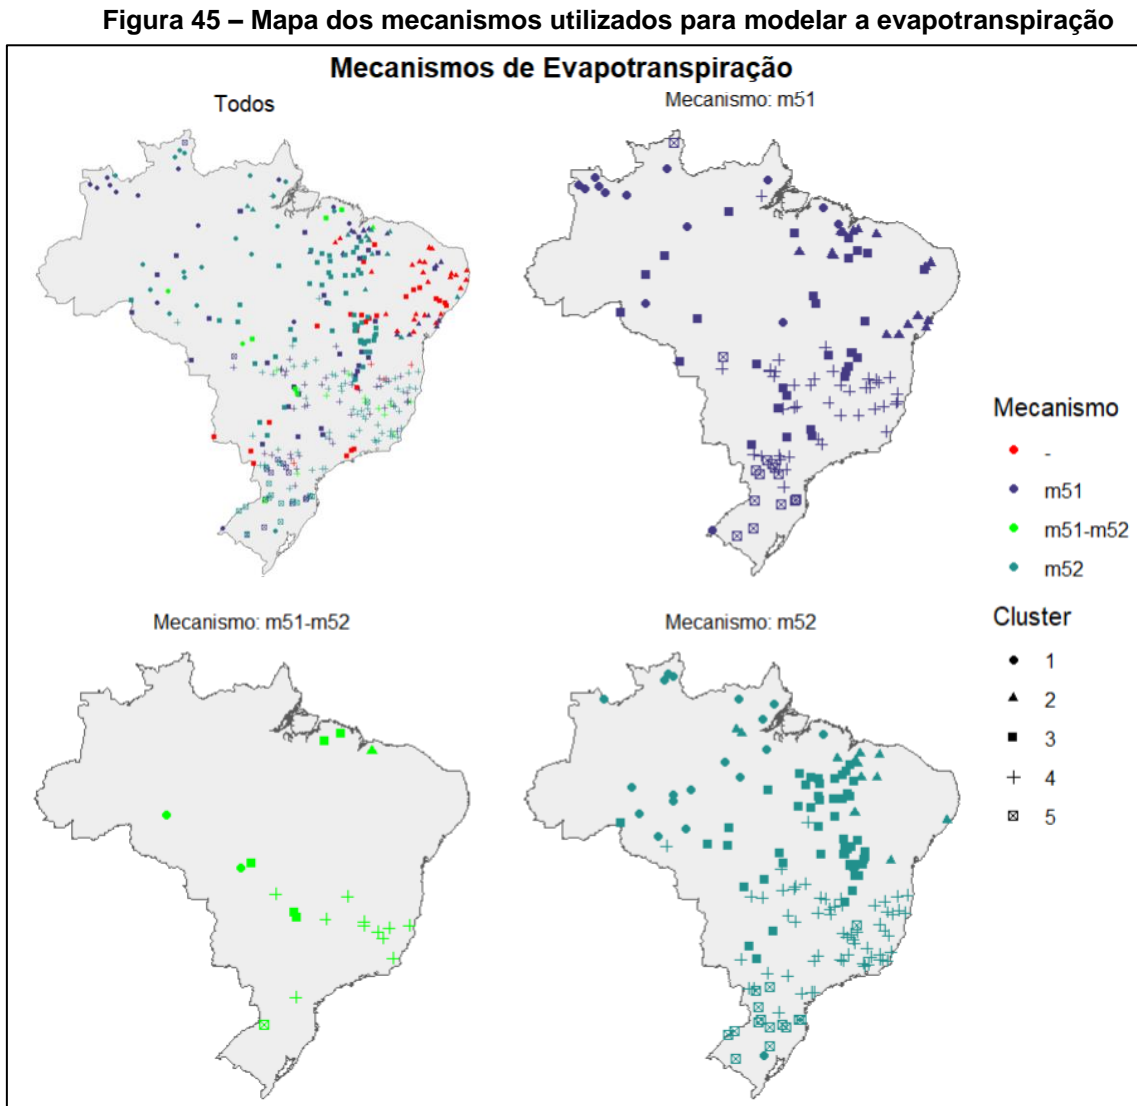 Figura 45 – Mapa dos mecanismos utilizados para modelar a evapotranspiração
Mecanismos de Evapotranspiração
Todos
Mecanismo: m51
Mecanismo: m51-m52
Mecanismo: m52
Mecanismo
-
m51
m51-m52
m52
Cluster
1
2
3
4
5